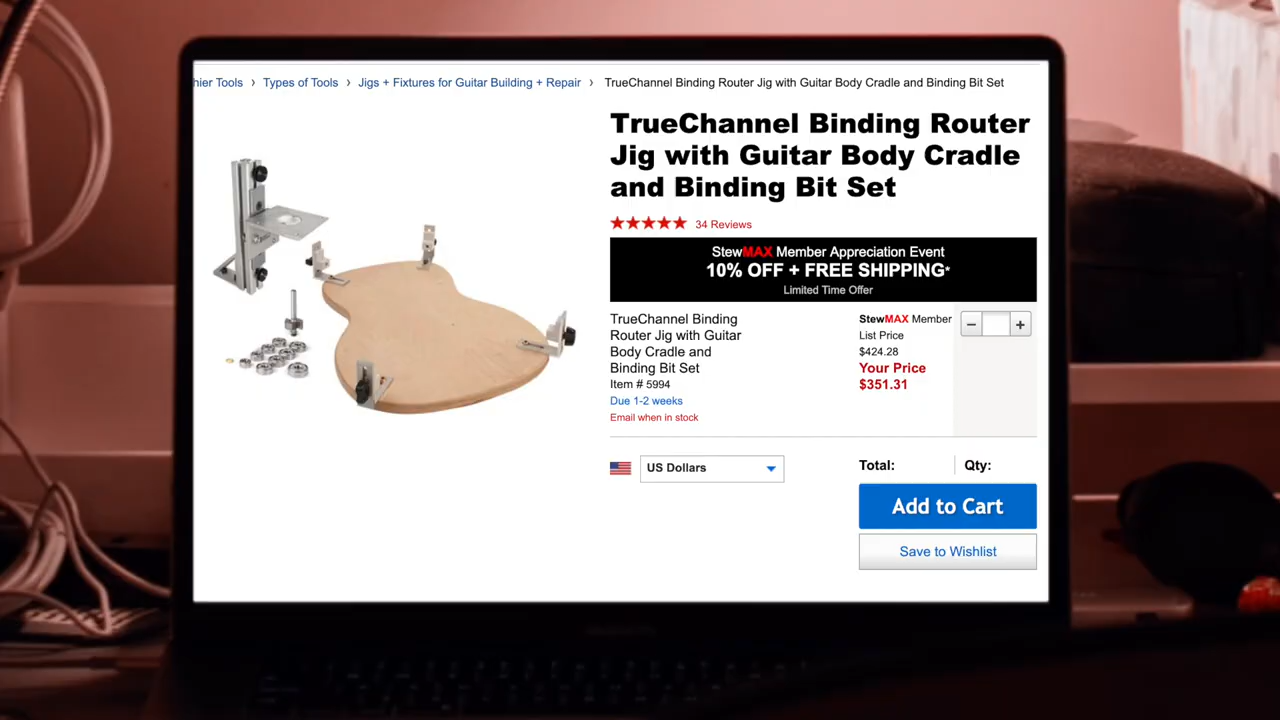 hier Tools › Types of Tools › Jigs + Fixtures for Guitar Building + Repair › TrueChannel Binding Router Jig with Guitar Body Cradle and Binding Bit Set
TrueChannel Binding Router
Jig with Guitar Body Cradle
and Binding Bit Set
34 Reviews
StewMAX Member Appreciation Event
10% OFF + FREE SHIPPING*
Limited Time Offer
TrueChannel Binding
Router Jig with Guitar
Body Cradle and
Binding Bit Set
Item # 5994
Due 1-2 weeks
Email when in stock
StewMAX Member
List Price
$424.28
Your Price
$351.31
− +
US Dollars
Total: Qty:
Add to Cart
Save to Wishlist